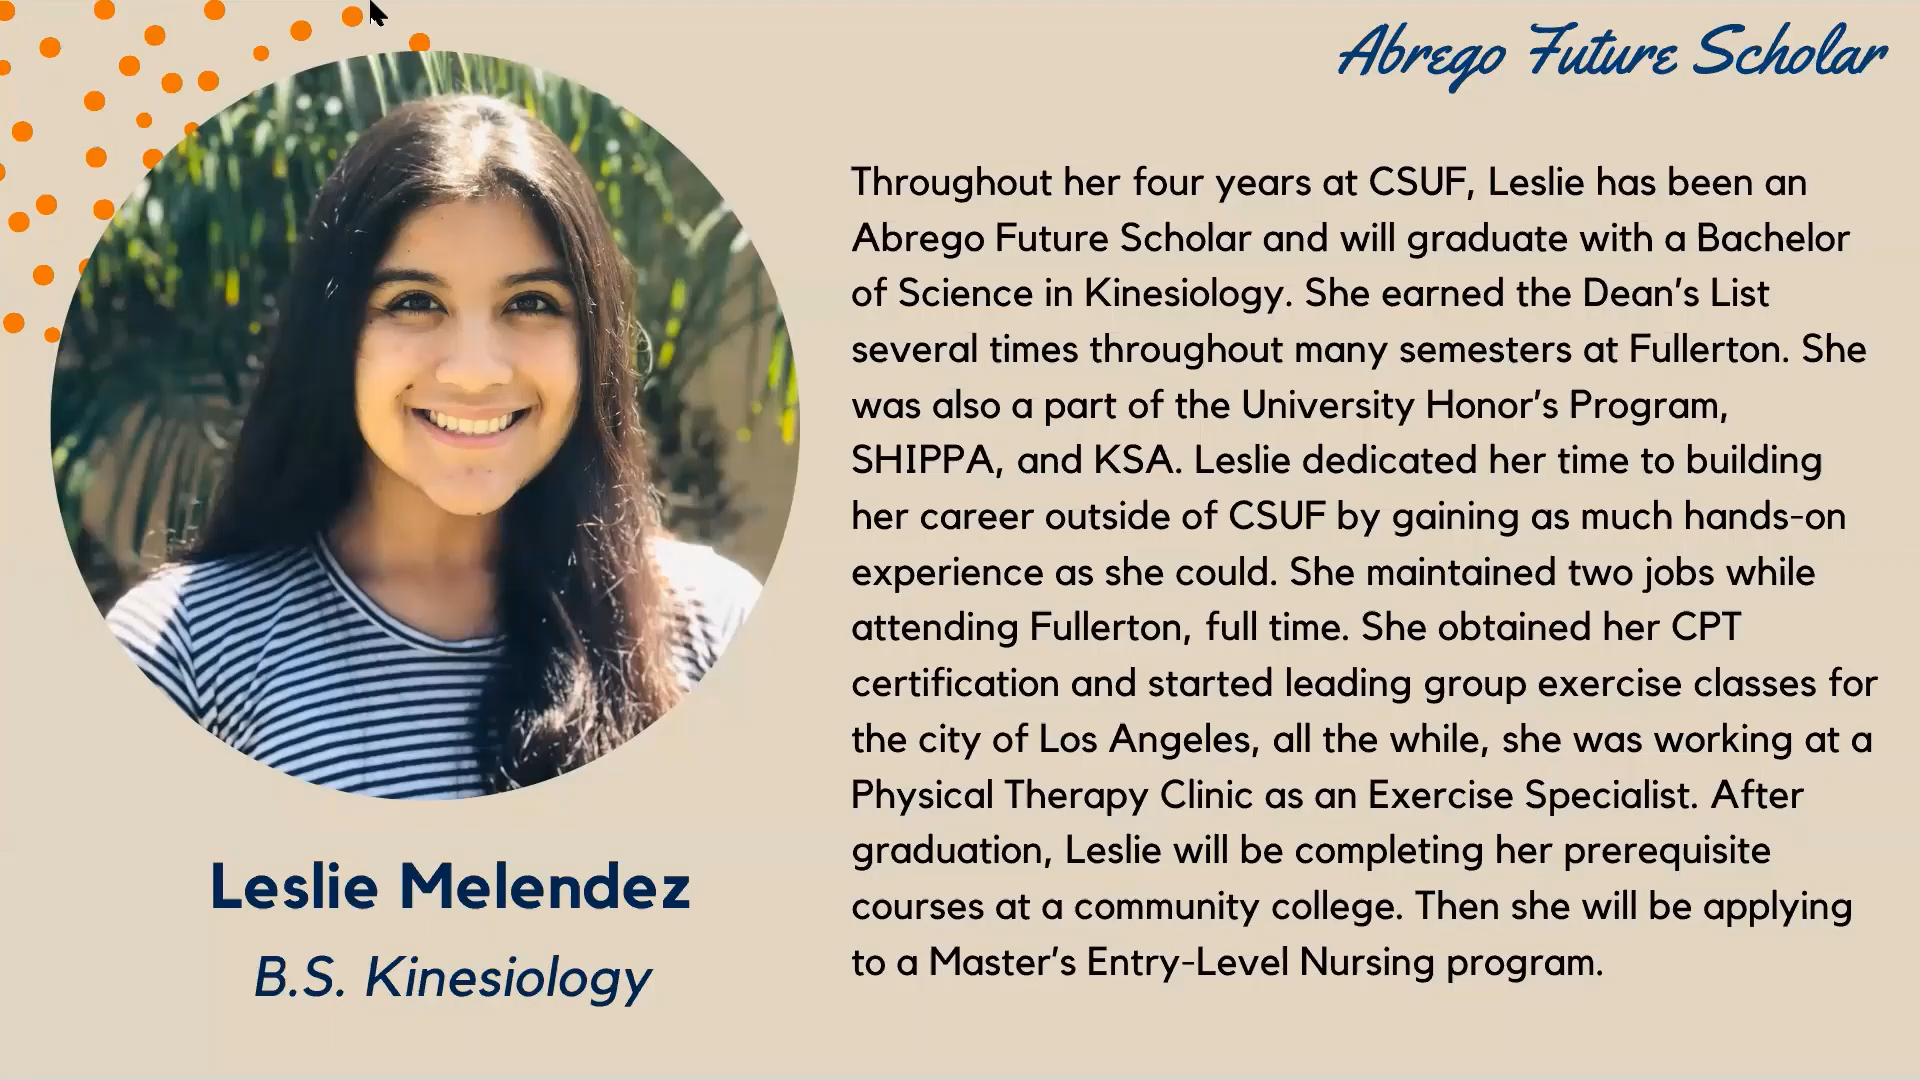 Abrego Future Scholar
Throughout her four years at CSUF, Leslie has been an
Abrego Future Scholar and will graduate with a Bachelor
of Science in Kinesiology. She earned the Dean’s List
several times throughout many semesters at Fullerton. She
was also a part of the University Honor’s Program,
SHIPPA, and KSA. Leslie dedicated her time to building
her career outside of CSUF by gaining as much hands-on
experience as she could. She maintained two jobs while
attending Fullerton, full time. She obtained her CPT
certification and started leading group exercise classes for
the city of Los Angeles, all the while, she was working at a
Physical Therapy Clinic as an Exercise Specialist. After
graduation, Leslie will be completing her prerequisite
courses at a community college. Then she will be applying
to a Master’s Entry-Level Nursing program.
Leslie Melendez
B.S. Kinesiology